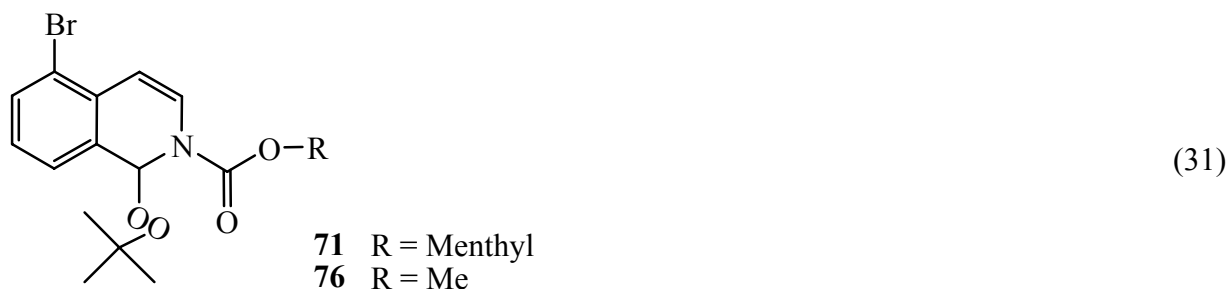 Br
N
O
R
(31)
O
O
O
71 R = Menthyl
76 R = Me